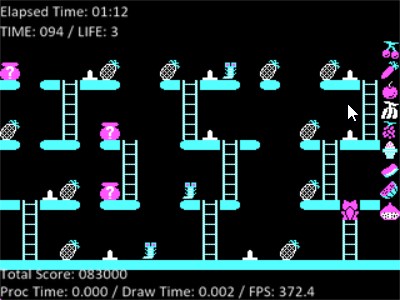 Elapsed Time: 01:12
TIME: 094 / LIFE: 3
?
?
?
Total Score: 083000
Proc Time: 0.000 / Draw Time: 0.002 / FPS: 372.4